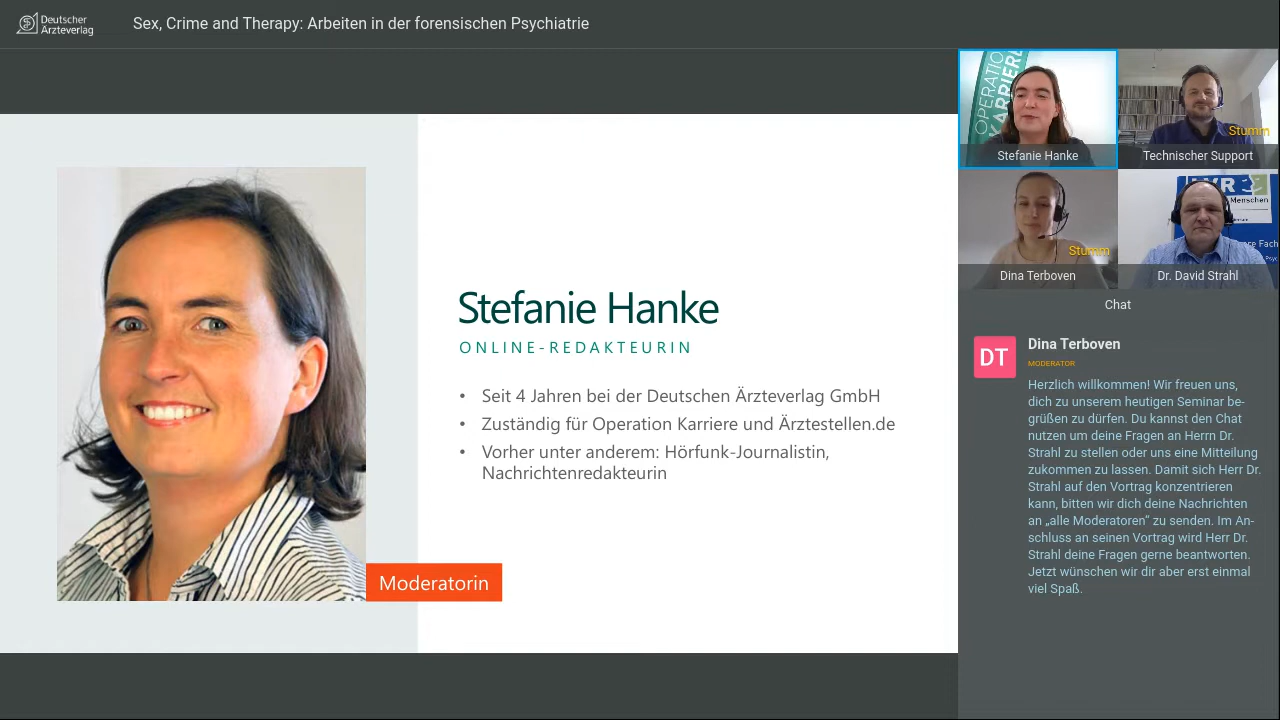 Deutscher
Ärzteverlag
Sex, Crime and Therapy: Arbeiten in der forensischen Psychiatrie
Stefanie Hanke
ONLINE-REDAKTEURIN
• Seit 4 Jahren bei der Deutschen Ärzteverlag GmbH
• Zuständig für Operation Karriere und Ärztestellen.de
• Vorher unter anderem: Hörfunk-Journalistin,
Nachrichtenredakteurin
Moderatorin
OPERATION
KARRIERE
Stefanie Hanke
Stumm
Technischer Support
Stumm
Dina Terboven
Menschen
Dr. David Strahl
Chat
DT
Dina Terboven
MODERATOR
Herzlich willkommen! Wir freuen uns,
dich zu unserem heutigen Seminar be-
grüßen zu dürfen. Du kannst den Chat
nutzen um deine Fragen an Herrn Dr.
Strahl zu stellen oder uns eine Mitteilung
zukommen zu lassen. Damit sich Herr Dr.
Strahl auf den Vortrag konzentrieren
kann, bitten wir dich deine Nachrichten
an „alle Moderatoren“ zu senden. Im An-
schluss an seinen Vortrag wird Herr Dr.
Strahl deine Fragen gerne beantworten.
Jetzt wünschen wir dir aber erst einmal
viel Spaß.